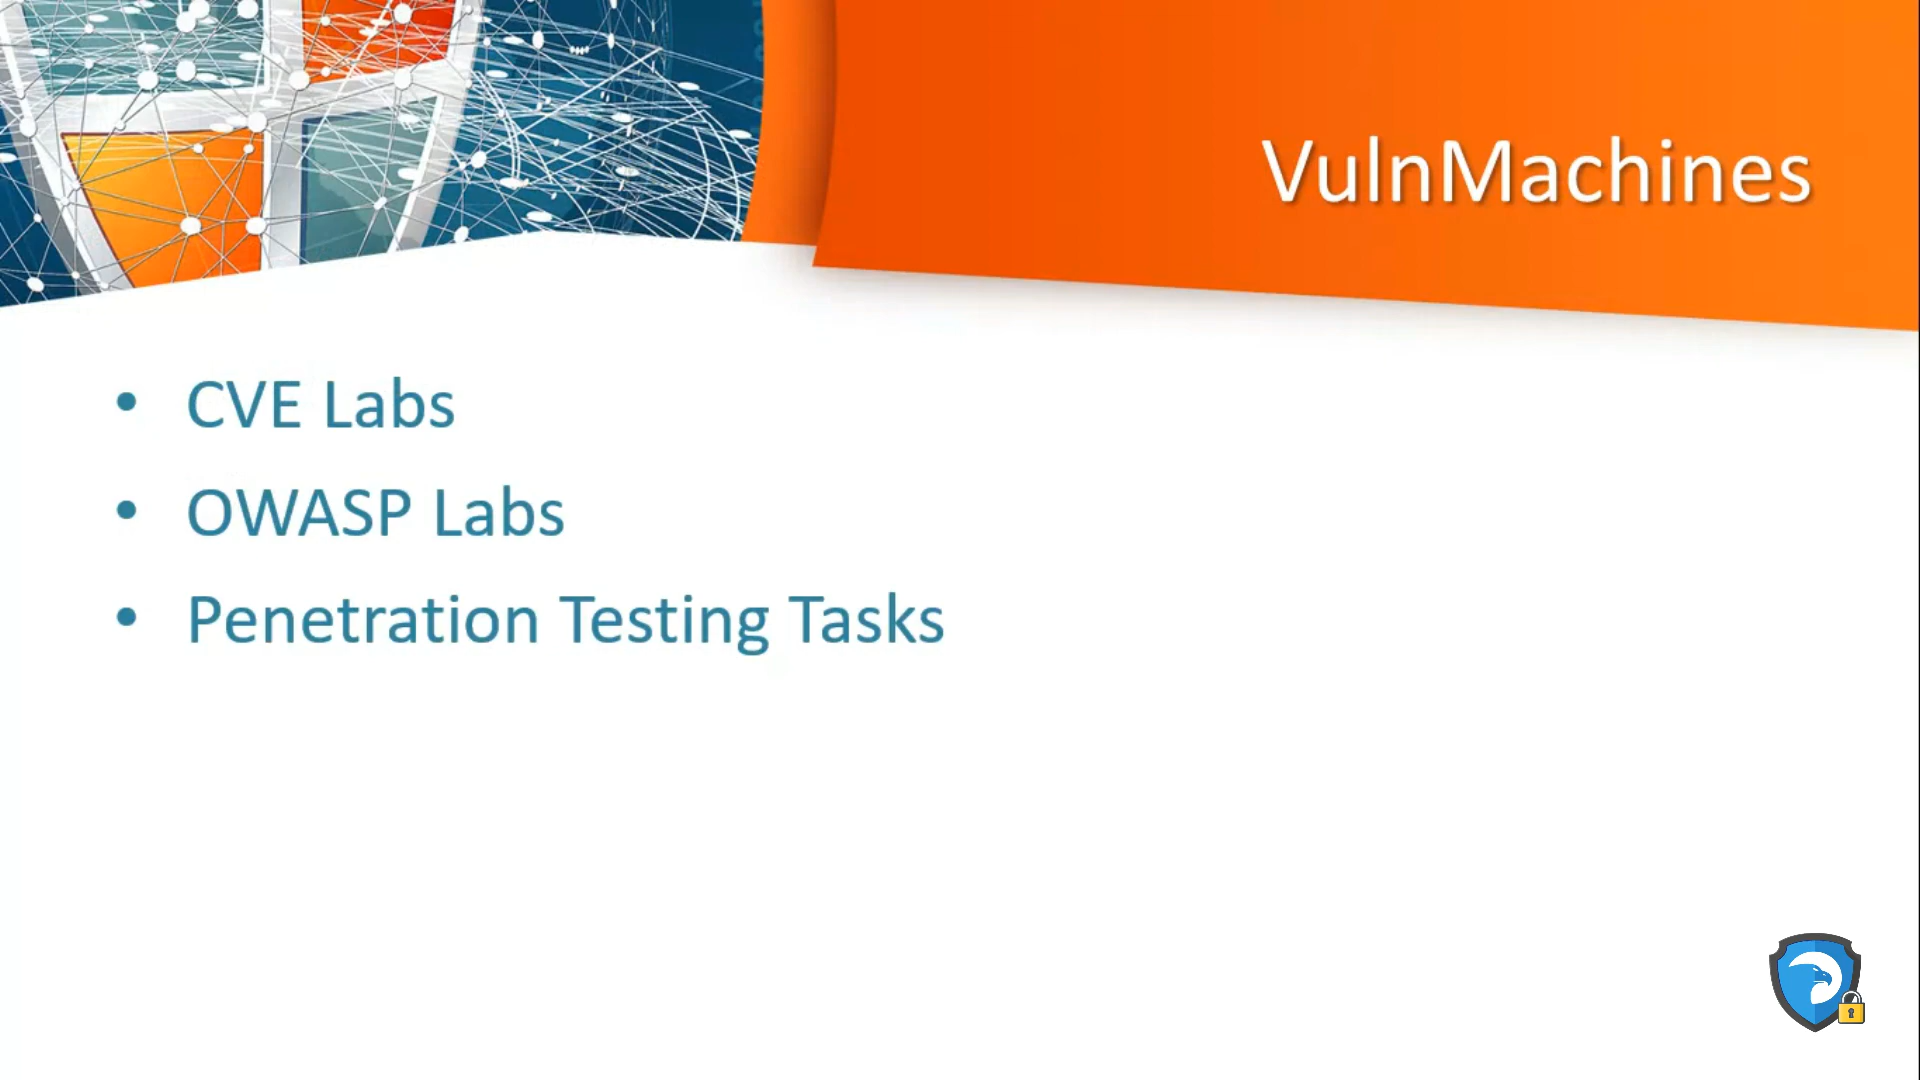 VulnMachines
• CVE Labs
• OWASP Labs
• Penetration Testing Tasks